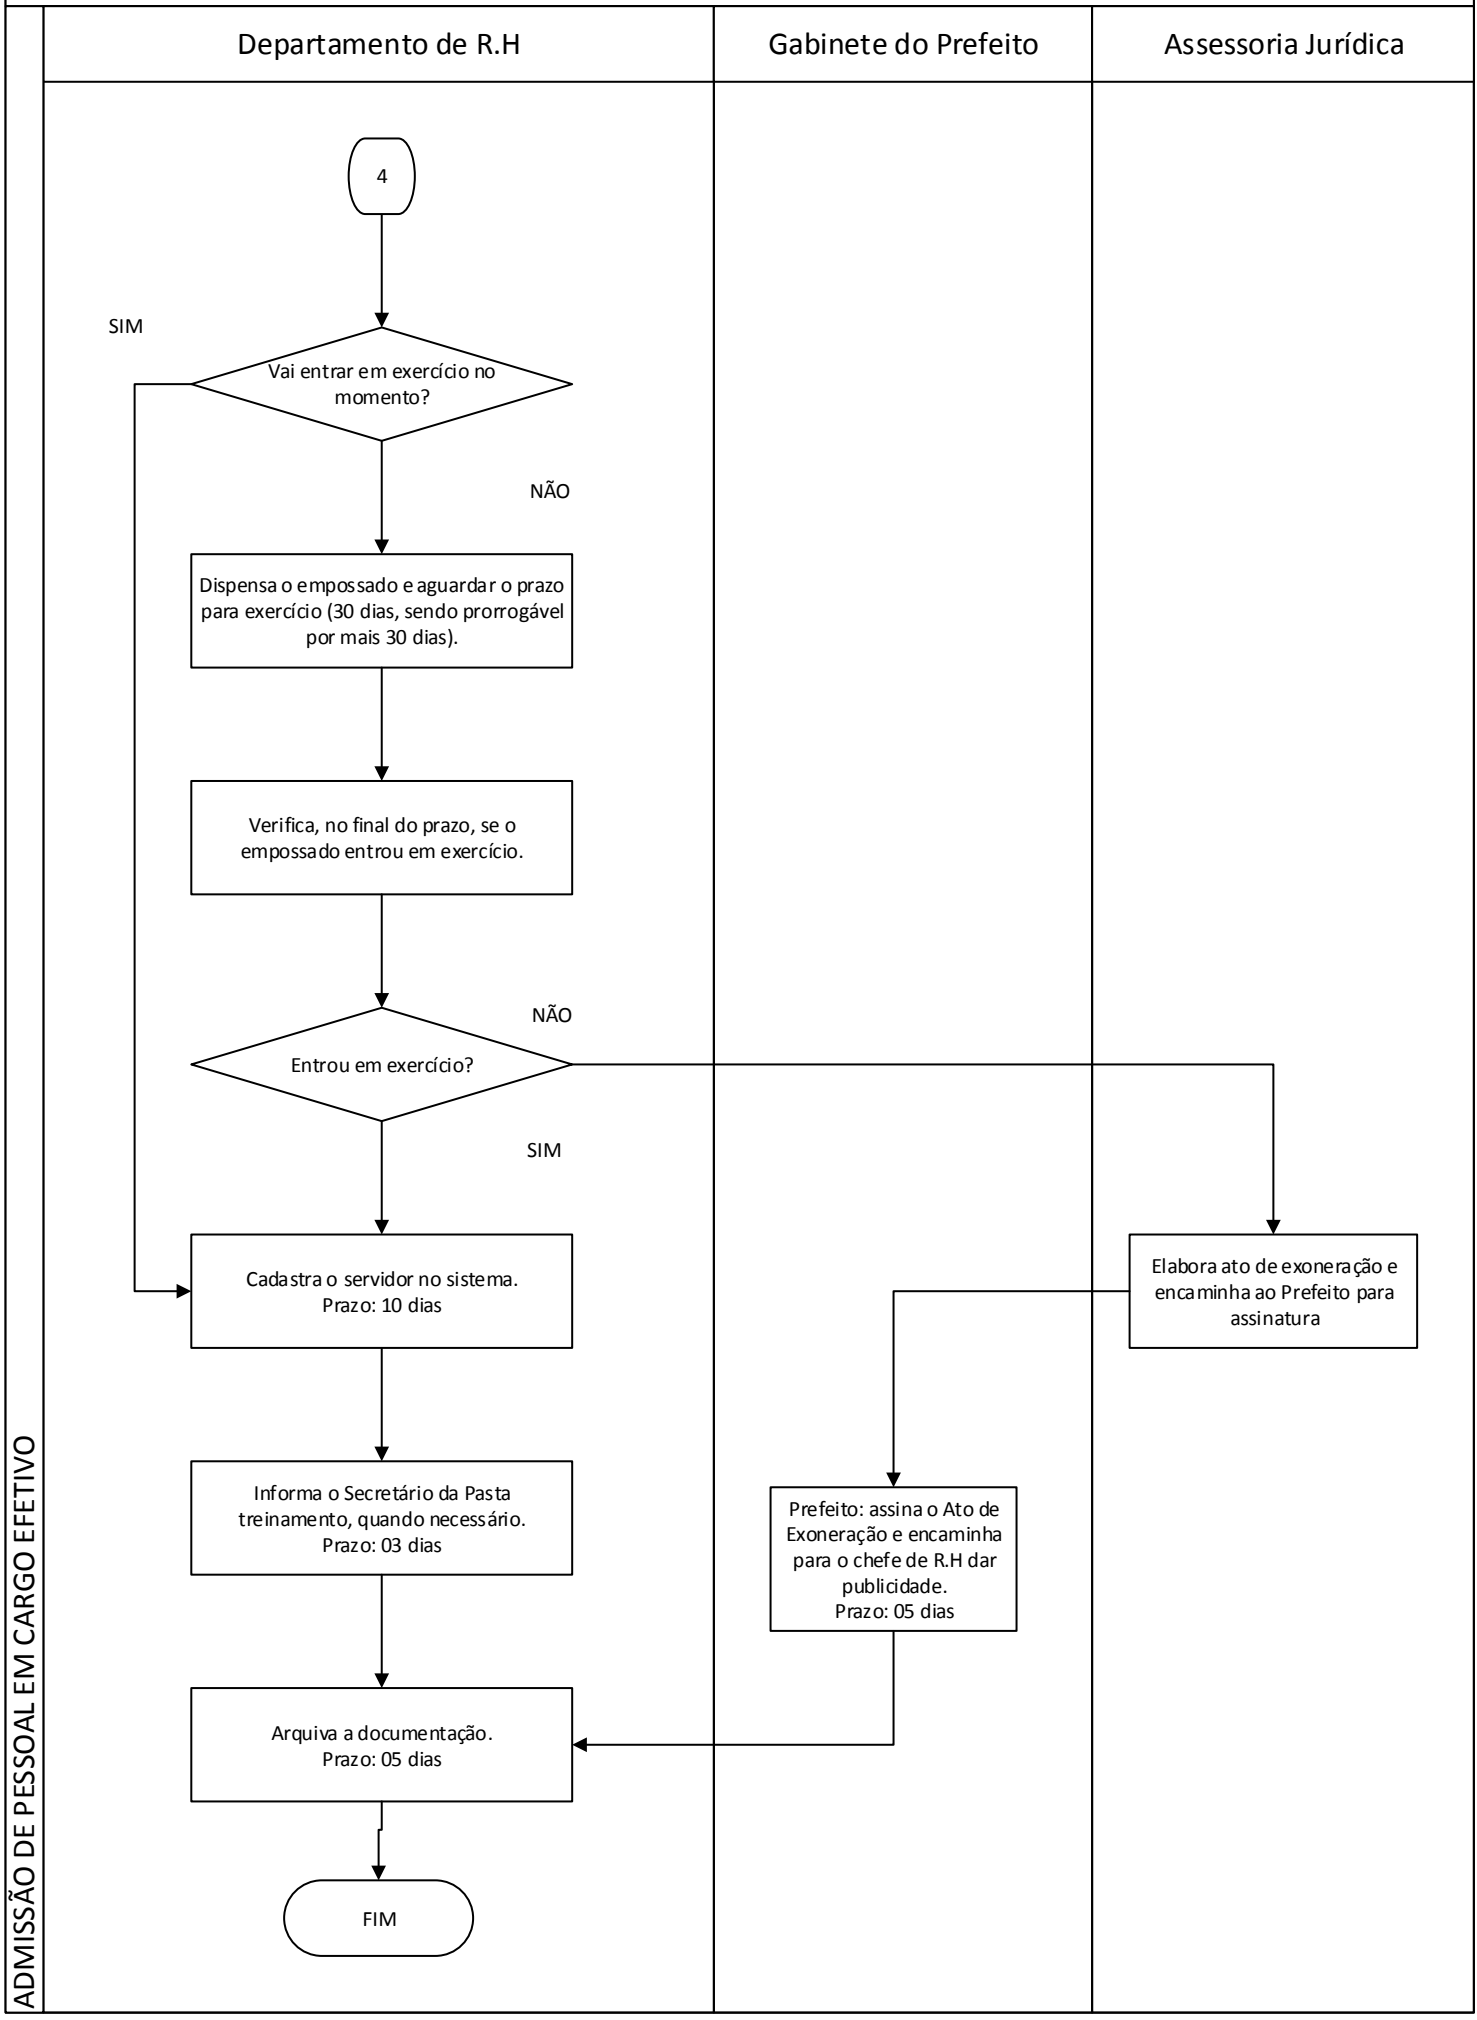 Departamento de R.H
Gabinete do Prefeito
Assessoria Jurídica
ADMISSÃO DE PESSOAL EM CARGO EFETIVO
4
SIM
Vai entrar em exercício no
momento?
NÃO
Dispensa o empossado e aguardar o prazo
para exercício (30 dias, sendo prorrogável
por mais 30 dias).
Verifica, no final do prazo, se o
empossado entrou em exercício.
NÃO
Entrou em exercício?
SIM
Cadastra o servidor no sistema.
Prazo: 10 dias
Elabora ato de exoneração e
encaminha ao Prefeito para
assinatura
Informa o Secretário da Pasta
treinamento, quando necessário.
Prazo: 03 dias
Prefeito: assina o Ato de
Exoneração e encaminha
para o chefe de R.H dar
publicidade.
Prazo: 05 dias
Arquiva a documentação.
Prazo: 05 dias
FIM